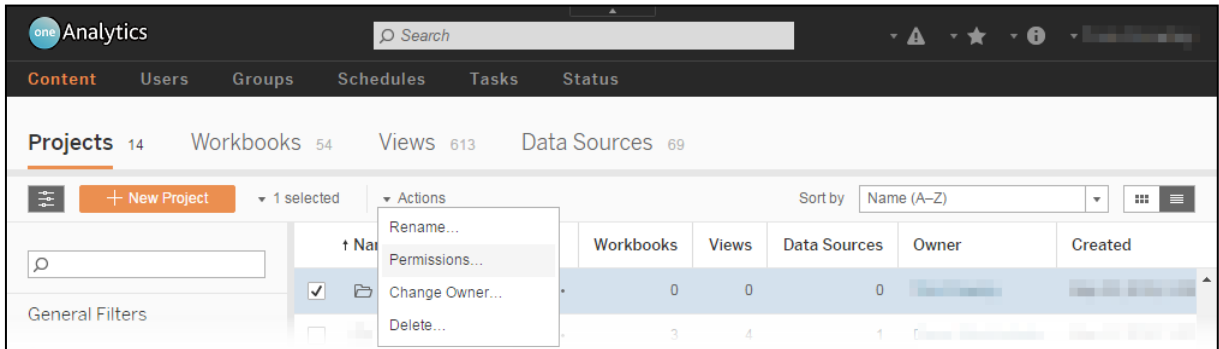 one Analytics
Search
Content Users Groups Schedules Tasks Status
Projects 14 Workbooks 54 Views 613 Data Sources 69
+ New Project 1 selected Actions Sort by Name (A–Z)
Rename...
Workbooks Views Data Sources Owner Created
Permissions...
0 0 0
Change Owner...
General Filters
Delete...
3 4 1